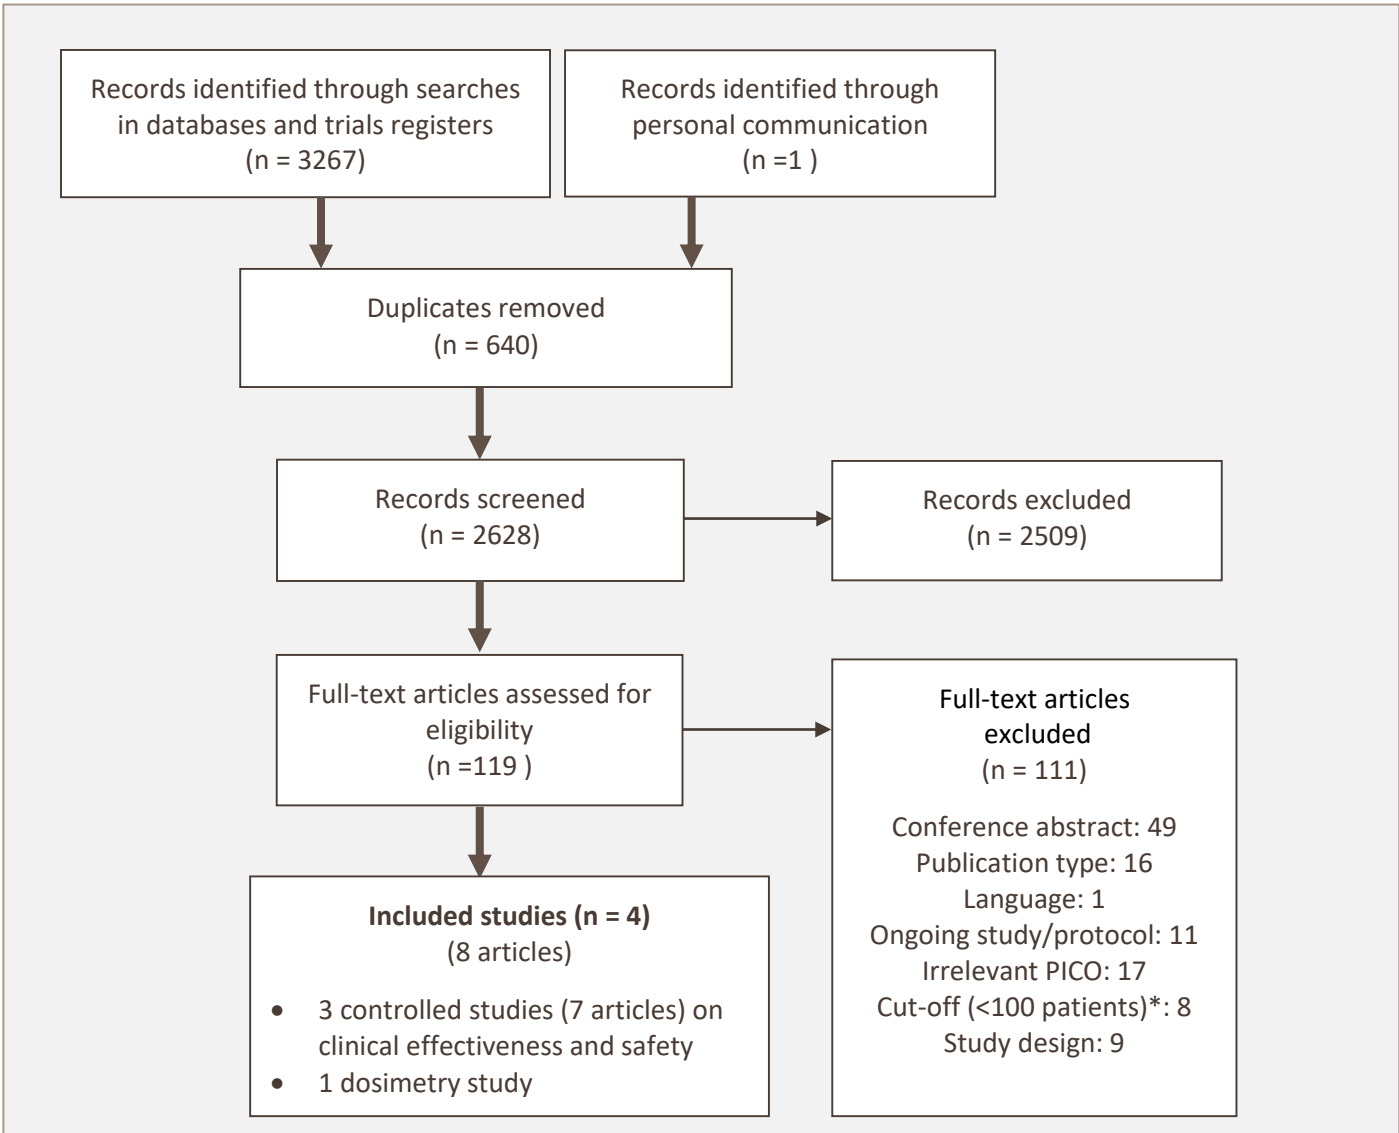 Records identified through searches
in databases and trials registers
(n = 3267)
Records identified through
personal communication
(n =1 )
Duplicates removed
(n = 640)
Records screened
(n = 2628)
Records excluded
(n = 2509)
Full-text articles assessed for
eligibility
(n =119 )
Full-text articles
excluded
(n = 111)
Conference abstract: 49
Publication type: 16
Language: 1
Ongoing study/protocol: 11
Irrelevant PICO: 17
Cut-off (<100 patients)*: 8
Study design: 9
Included studies (n = 4)
(8 articles)
• 3 controlled studies (7 articles) on
clinical effectiveness and safety
• 1 dosimetry study